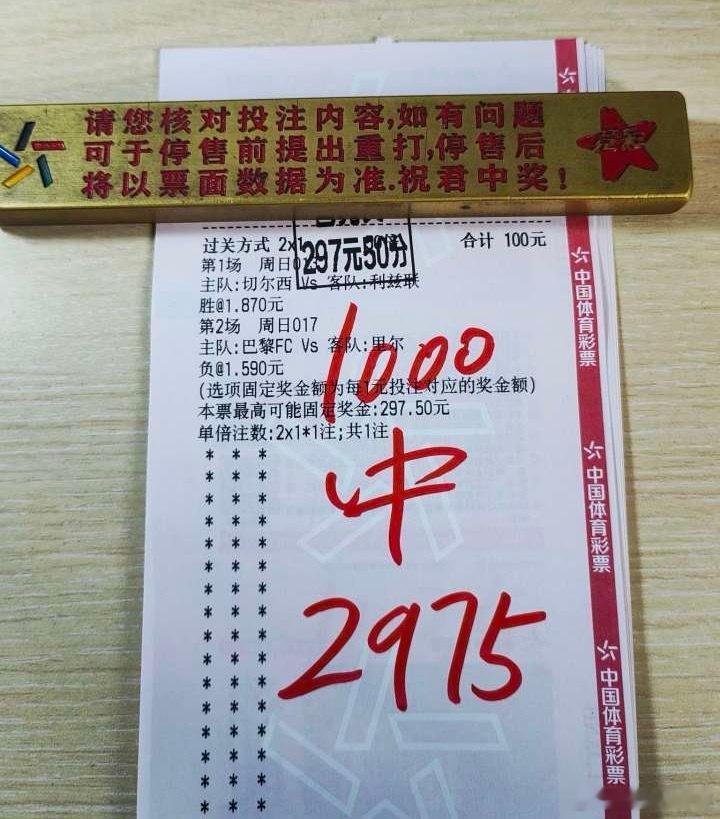 请您核对投注内容,如有问题
可于停售前提出重打,停售后
将以票面数据为准.祝君中奖!
过关方式 2x1 合计 100元
297元50分
第1场 周日
主队:切尔西 Vs 客队:利兹联
胜@1.870元
第2场 周日017
主队:巴黎FC Vs 客队:里尔
负@1.590元
(选项固定奖金额为每1元投注对应的奖金额)
本票最高可能固定奖金:297.50元
单倍注数:2x1*1注;共1注
1000
中
2975
中国体育彩票
中国体育彩票
中国体育彩票